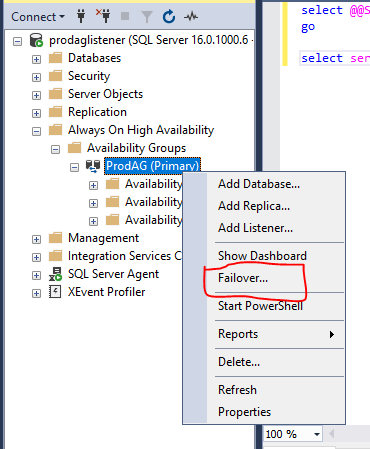 Connect
select @@S
go
prodaglistener (SQL Server 16.0.1000.6 -
select ser
Databases
Security
Server Objects
Replication
Always On High Availability
Availability Groups
ProdAG (Primary)
Availability
Availability
Availability
Management
Integration Services C
SQL Server Agent
XEvent Profiler
Add Database...
Add Replica...
Add Listener...
Show Dashboard
Failover...
Start PowerShell
Reports
Delete...
Refresh
Properties
100 %